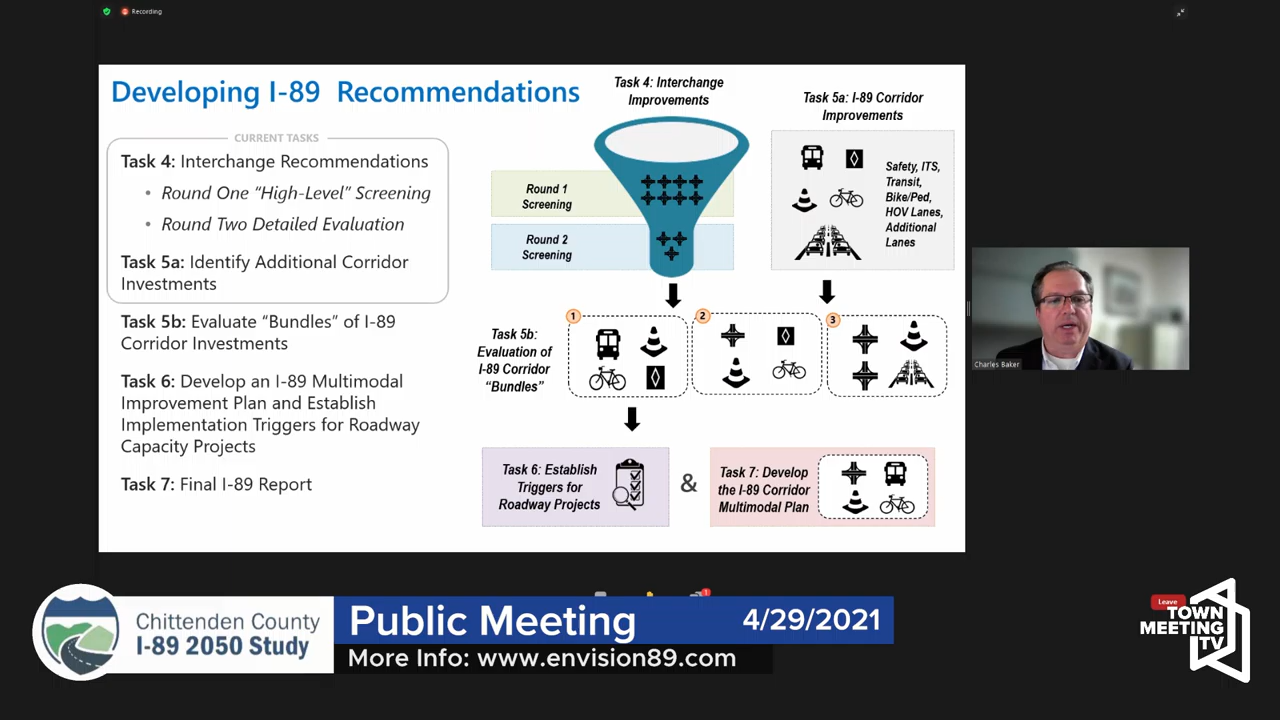 Recording
Developing I-89 Recommendations
CURRENT TASKS
Task 4: Interchange Recommendations
• Round One “High-Level” Screening
• Round Two Detailed Evaluation
Task 5a: Identify Additional Corridor
Investments
Task 5b: Evaluate “Bundles” of I-89
Corridor Investments
Task 6: Develop an I-89 Multimodal
Improvement Plan and Establish
Implementation Triggers for Roadway
Capacity Projects
Task 7: Final I-89 Report
Task 4: Interchange
Improvements
Round 1
Screening
Round 2
Screening
Task 5a: I-89 Corridor
Improvements
Safety, ITS,
Transit,
Bike/Ped,
HOV Lanes,
Additional
Lanes
Task 5b:
Evaluation of
I-89 Corridor
“Bundles”
1
2
3
Task 6: Establish
Triggers for
Roadway Projects
&
Task 7: Develop
the I-89 Corridor
Multimodal Plan
Charles Baker
1
Leave
Chittenden County
I-89 2050 Study
Public Meeting 4/29/2021
More Info: www.envision89.com
TOWN
MEETING
TV